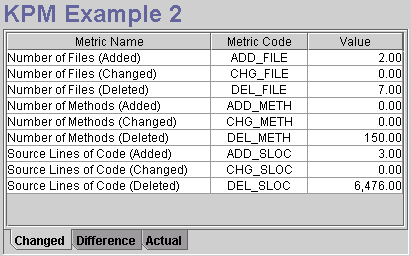 KPM Example 2
Metric Name Metric Code Value
Number of Files (Added) ADD_FILE 2.00
Number of Files (Changed) CHG_FILE 0.00
Number of Files (Deleted) DEL_FILE 7.00
Number of Methods (Added) ADD_METH 0.00
Number of Methods (Changed) CHG_METH 0.00
Number of Methods (Deleted) DEL_METH 150.00
Source Lines of Code (Added) ADD_SLOC 3.00
Source Lines of Code (Changed) CHG_SLOC 0.00
Source Lines of Code (Deleted) DEL_SLOC 6,476.00
Changed Difference Actual